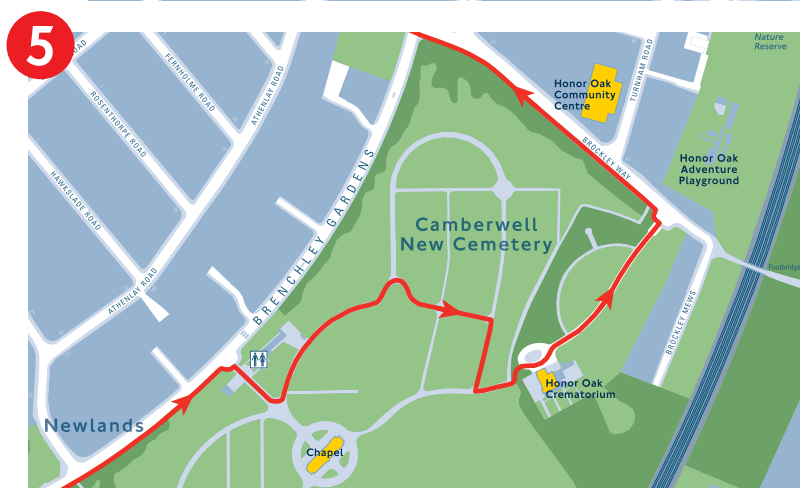 5
Nature
Reserve
ROAD
FERNHOLME ROAD
ATHENLAY ROAD
ROSENTHORPE ROAD
HAWKSLADE ROAD
ATHENLAY ROAD
BRENCHLEY GARDENS
Honor Oak
Community
Centre
TURNHAM ROAD
BROCKLEY WAY
Honor Oak
Adventure
Playground
Camberwell
New Cemetery
Footbridge
BROCKLEY MEWS
Honor Oak
Crematorium
Newlands
Chapel